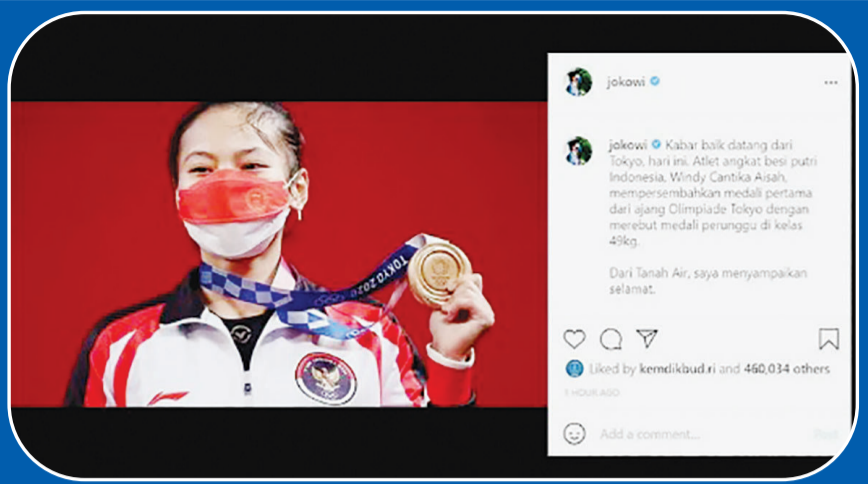 jokowi
jokowi Kabar baik datang dari
Tokyo, hari ini. Atlet angkat besi putri
Indonesia, Windy Cantika Aisah,
mempersembahkan medali pertama
dari ajang Olimpiade Tokyo dengan
merebut medali perunggu di kelas
49kg.
Dari Tanah Air, saya menyampaikan
selamat.
Liked by kemdikbud.ri and 460,034 others
1 HOUR AGO
Add a comment...
Post
TOKYO 2020